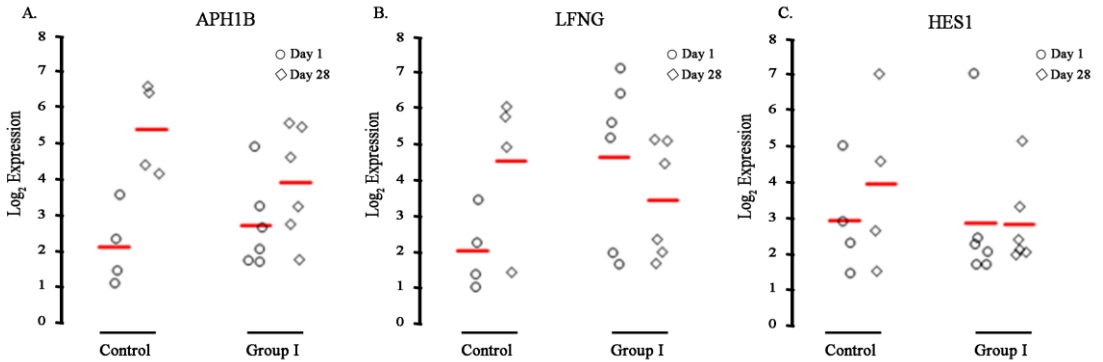 A.
APH1B
8
7
6
5
4
3
2
1
0
Log2 Expression
Day 1
Day 28
Control
Group I
B.
LFNG
8
7
6
5
4
3
2
1
0
Log2 Expression
Day 1
Day 28
Control
Group I
C.
HES1
8
7
6
5
4
3
2
1
0
Log2 Expression
Day 1
Day 28
Control
Group I